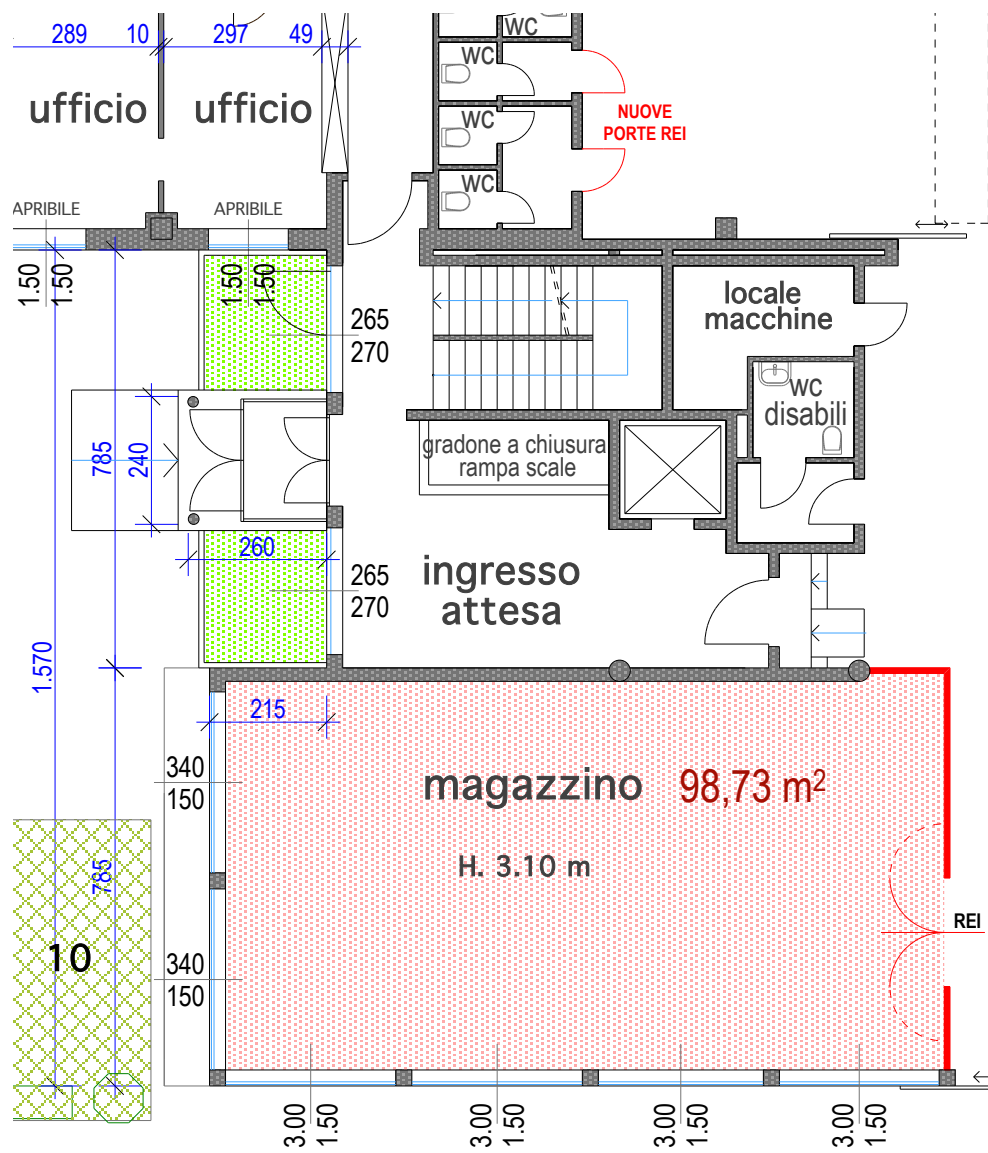 289
10
297
49
WC
WC
ufficio
ufficio
NUOVE
PORTE REI
WC
WC
APRIBILE
APRIBILE
1.50
1.50
1.50
1.50
265
270
locale
macchine
wc
disabili
785
240
gradone a chiusura
rampa scale
260
265
270
ingresso
attesa
1.570
215
340
150
magazzino 98,73 m²
H. 3.10 m
785
10
340
150
REI
3.00
1.50
3.00
1.50
3.00
1.50
3.00
1.50